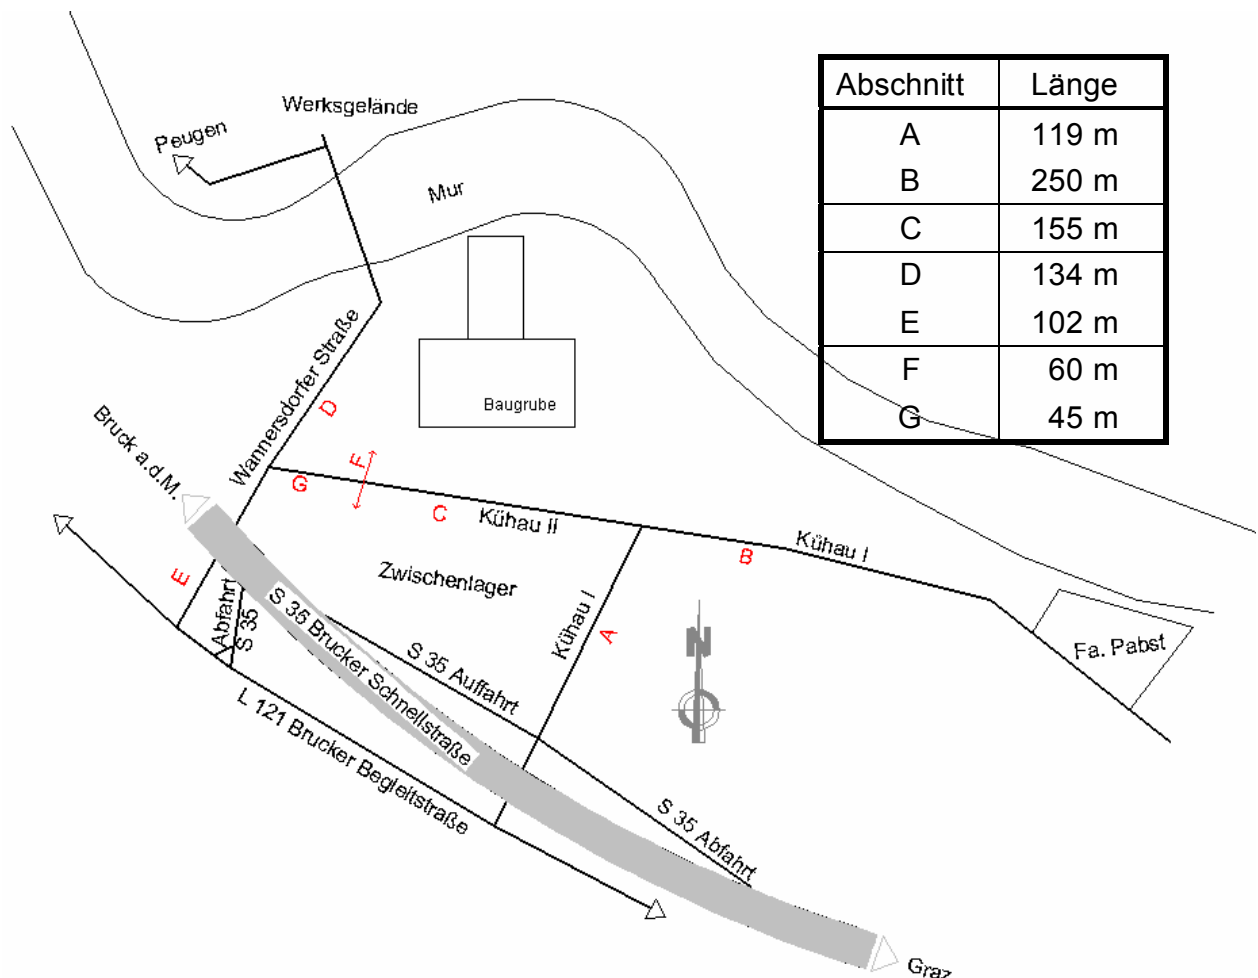 Abschnitt Länge
A 119 m
B 250 m
C 155 m
D 134 m
E 102 m
F 60 m
G 45 m
Werksgelände
Peugen
Mur
Wannersdorfer Straße
D
Baugrube
Bruck a.d.M.
F
G
C
Kühau II
B
Kühau I
E
Abfahrt
S 35
Zwischenlager
S 35 Brucker Schnellstraße
S 35 Auffahrt
Kühau I
A
N
Fa. Pabst
L 121 Brucker Begleitstraße
S 35 Abfahrt
Graz